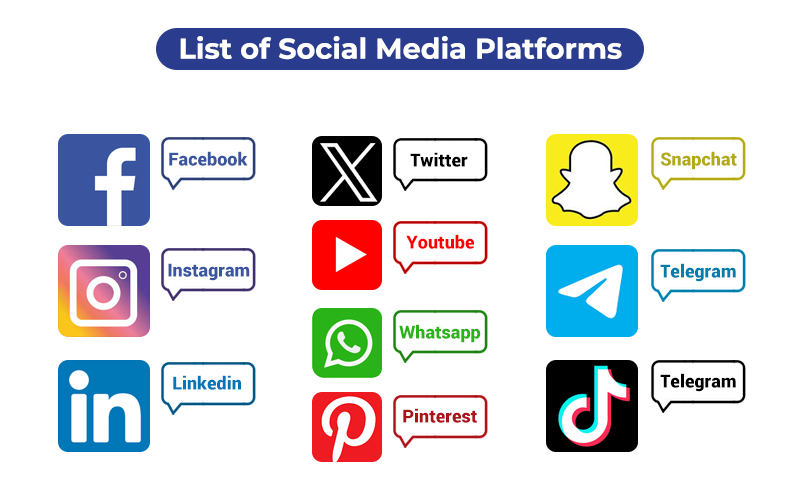 List of Social Media Platforms
Facebook
Instagram
Linkedin
Twitter
Youtube
Whatsapp
Pinterest
Snapchat
Telegram
Telegram